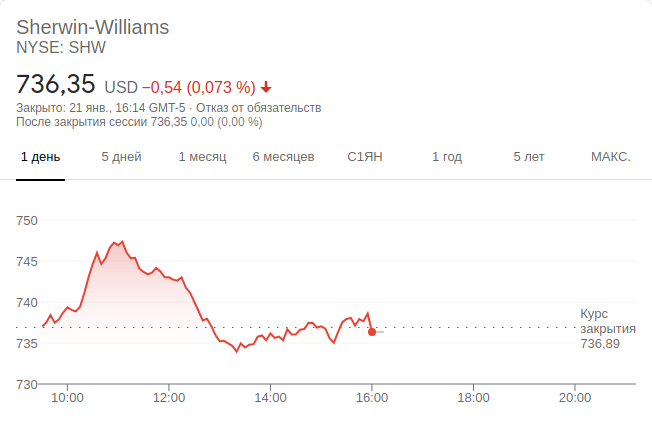 Sherwin-Williams
NYSE: SHW
736,35 USD −0,54 (0,073 %)
Закрыто: 21 янв., 16:14 GMT-5 · Отказ от обязательств
После закрытия сессии 736,35 0,00 (0,00 %)
1 день 5 дней 1 месяц 6 месяцев С1ЯН 1 год 5 лет МАКС.
750
745
740
735
730
Курс
закрытия
736,89
10:00 12:00 14:00 16:00 18:00 20:00